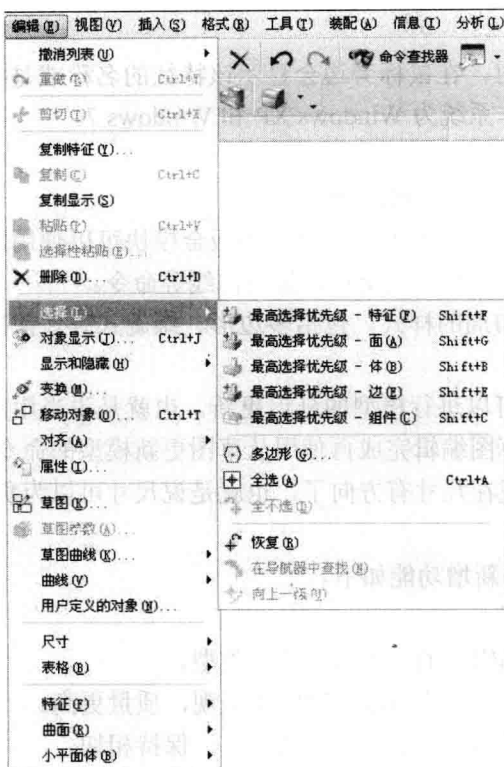 编辑(E) 视图(V) 插入(S) 格式(R) 工具(T) 装配(A) 信息(I) 分析(L)
命令查找器
撤消列表(U)
重做(R) Ctrl+Y
剪切(T) Ctrl+X
复制特征(Y)...
复制(C) Ctrl+C
复制显示(S)
粘贴(P) Ctrl+V
选择性粘贴(E)...
删除(D)... Ctrl+D
选择(L)
对象显示(J)... Ctrl+J
显示和隐藏(H)
变换(M)...
移动对象(O)... Ctrl+T
对齐(A)
属性(I)...
草图(K)...
草图参数(A)...
草图曲线(K)...
曲线(V)
用户定义的对象(N)...
尺寸
表格(B)
特征(F)
曲面(R)
小平面体(B)
最高选择优先级 - 特征(F) Shift+F
最高选择优先级 - 面(A) Shift+G
最高选择优先级 - 体(B) Shift+B
最高选择优先级 - 边(E) Shift+E
最高选择优先级 - 组件(C) Shift+C
多边形(G)...
全选(A) Ctrl+A
全不选(D)
恢复(R)
在导航器中查找(N)
向上一级(U)